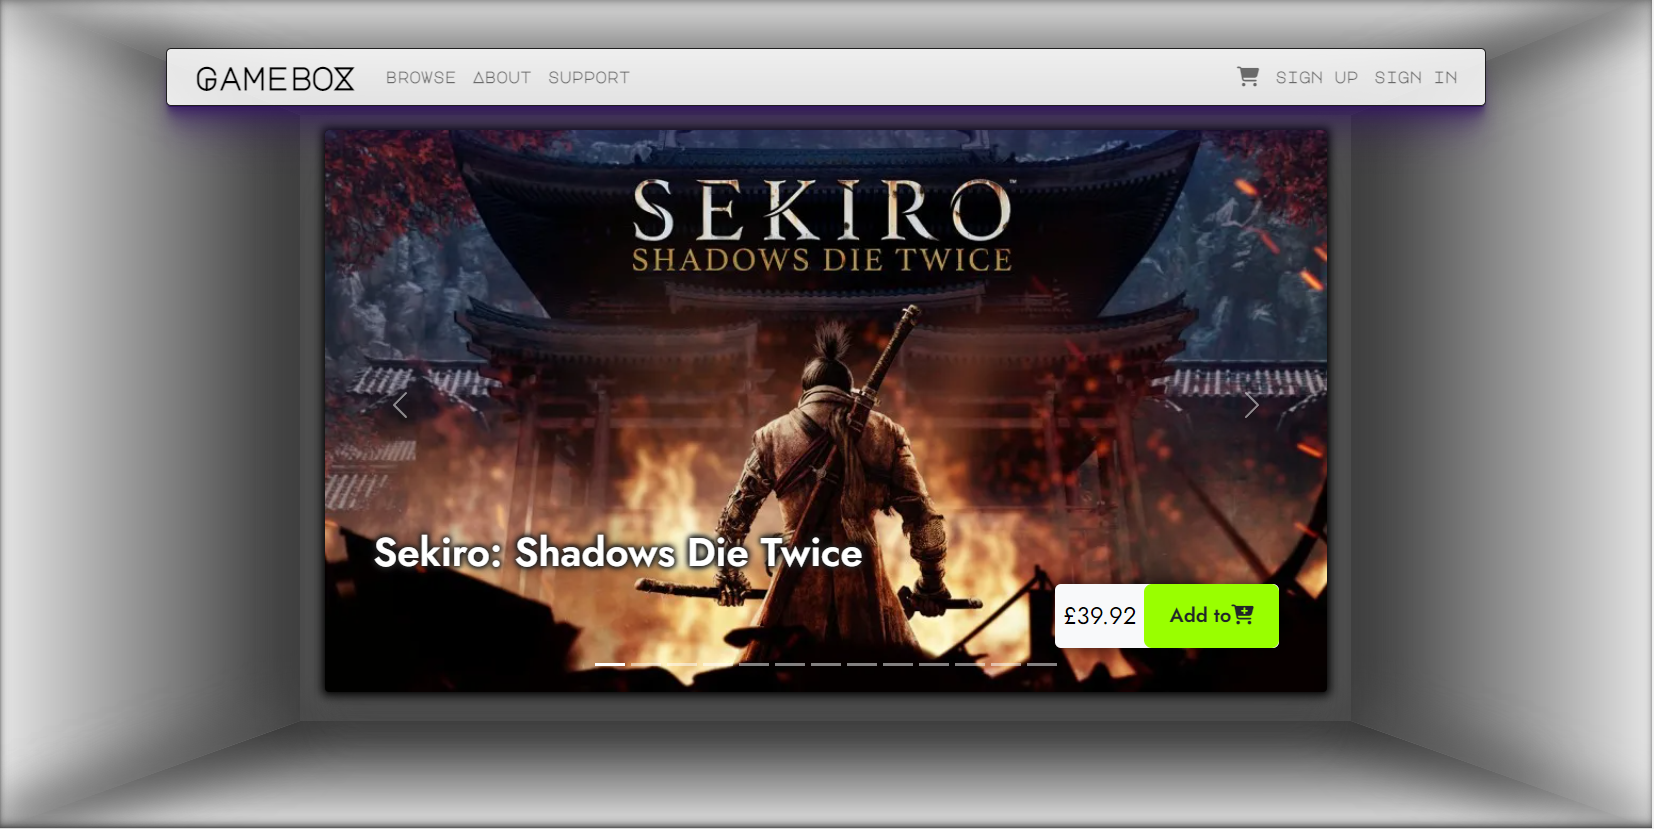 GAMEBOX BROWSE ABOUT SUPPORT SIGN UP SIGN IN
SEKIRO™
SHADOWS DIE TWICE
Sekiro: Shadows Die Twice
£39.92 Add to